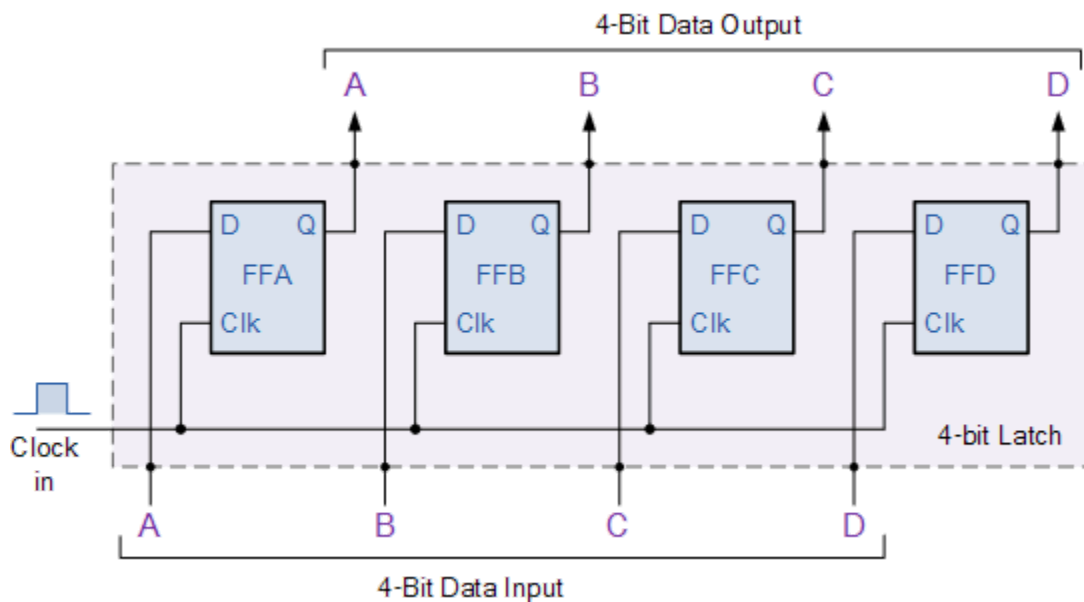 4-Bit Data Output
A B C D
D Q D Q D Q D Q
FFA FFB FFC FFD
Clk Clk Clk Clk
4-bit Latch
Clock
in
A B C D
4-Bit Data Input